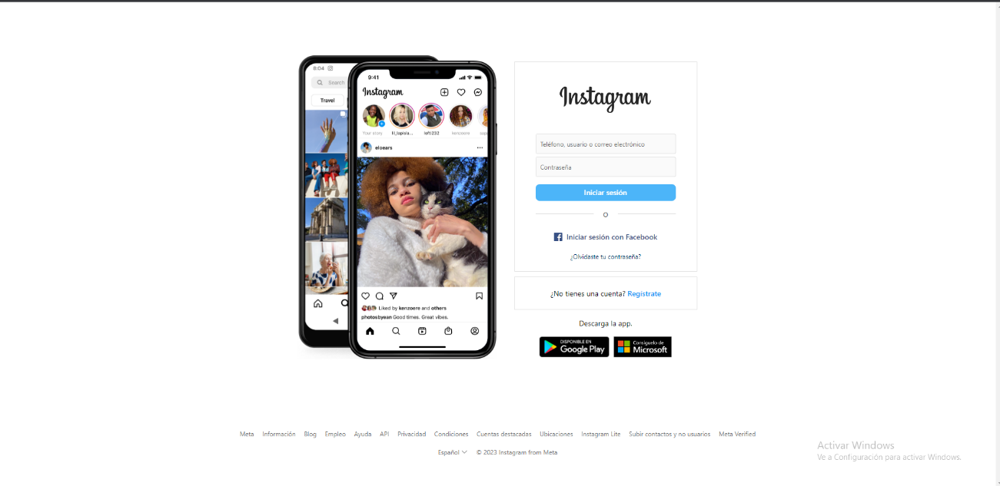 8:04
Search
Travel
9:41
Instagram
Your story
lofti232
kenzoere
eloears
Liked by kenzoere and others
photosbyean Good times. Great vibes.
Instagram
Teléfono, usuario o correo electrónico
Contraseña
Iniciar sesión
O
Iniciar sesión con Facebook
¿Olvidaste tu contraseña?
¿No tienes una cuenta? Regístrate
Descarga la app.
DISPONIBLE EN
Google Play
Consíguelo de
Microsoft
Meta Información Blog Empleo Ayuda API Privacidad Condiciones Cuentas destacadas Ubicaciones Instagram Lite Subir contactos y no usuarios Meta Verified
Español © 2023 Instagram from Meta
Activar Windows
Ve a Configuración para activar Windows.